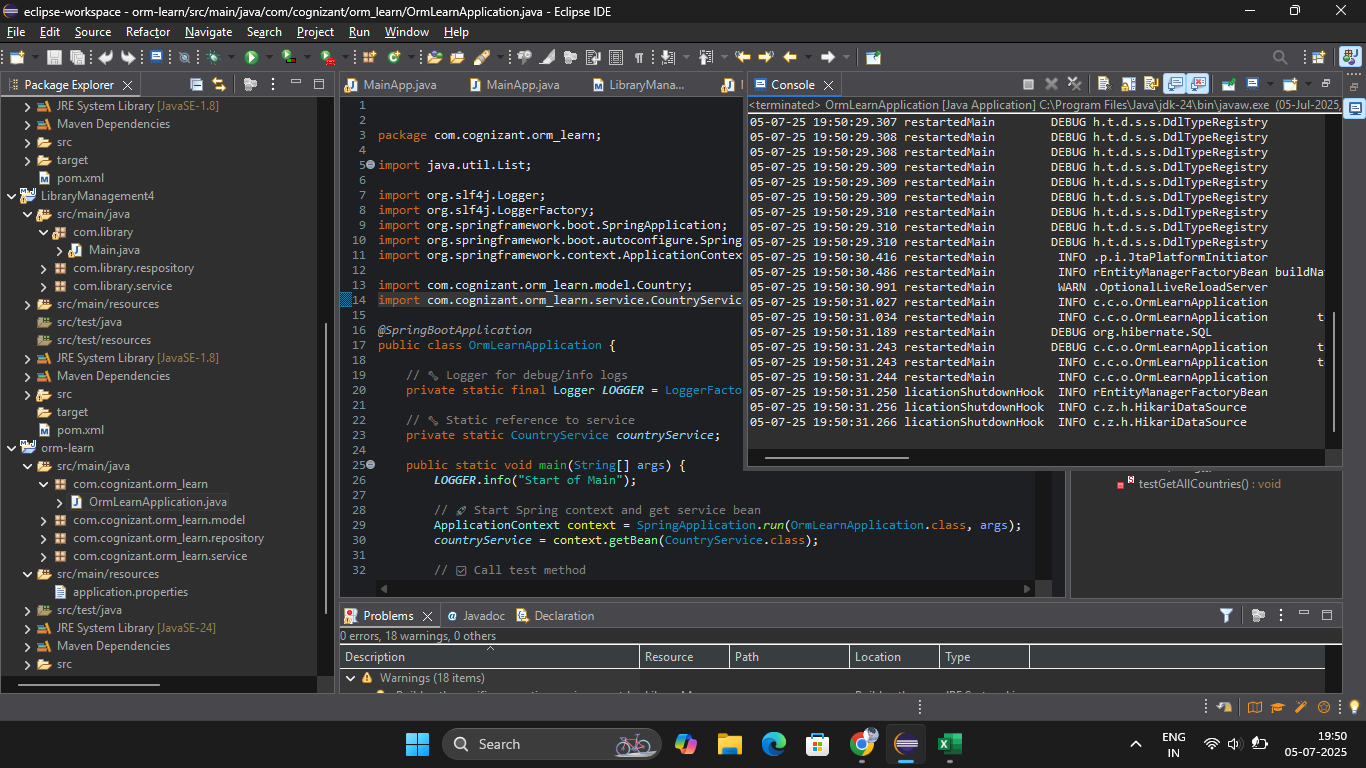 eclipse-workspace - orm-learn/src/main/java/com/cognizant/orm_learn/OrmLearnApplication.java - Eclipse IDE
File Edit Source Refactor Navigate Search Project Run Window Help
Package Explorer
JRE System Library [JavaSE-1.8]
Maven Dependencies
src
target
pom.xml
LibraryManagement4
src/main/java
com.library
Main.java
com.library.respository
com.library.service
src/main/resources
src/test/java
src/test/resources
JRE System Library [JavaSE-1.8]
Maven Dependencies
src
target
pom.xml
orm-learn
src/main/java
com.cognizant.orm_learn
OrmLearnApplication.java
com.cognizant.orm_learn.model
com.cognizant.orm_learn.repository
com.cognizant.orm_learn.service
src/main/resources
application.properties
src/test/java
JRE System Library [JavaSE-24]
Maven Dependencies
src
MainApp.java MainApp.java LibraryMana...
1
2
3 package com.cognizant.orm_learn;
4
5 import java.util.List;
6
7 import org.slf4j.Logger;
8 import org.slf4j.LoggerFactory;
9 import org.springframework.boot.SpringApplication;
10 import org.springframework.boot.autoconfigure.Spring
11 import org.springframework.context.ApplicationContex
12
13 import com.cognizant.orm_learn.model.Country;
14 import com.cognizant.orm_learn.service.CountryServic
15
16 @SpringBootApplication
17 public class OrmLearnApplication {
18
19 // Logger for debug/info logs
20 private static final Logger LOGGER = LoggerFacto
21
22 // Static reference to service
23 private static CountryService countryService;
24
25 public static void main(String[] args) {
26 LOGGER.info("Start of Main");
27
28 // 🚀 Start Spring context and get service bean
29 ApplicationContext context = SpringApplication.run(OrmLearnApplication.class, args);
30 countryService = context.getBean(CountryService.class);
31
32 // ☑ Call test method
Console
<terminated> OrmLearnApplication [Java Application] C:\Program Files\Java\jdk-24\bin\javaw.exe (05-Jul-2025,
05-07-25 19:50:29.307 restartedMain DEBUG h.t.d.s.s.DdlTypeRegistry
05-07-25 19:50:29.308 restartedMain DEBUG h.t.d.s.s.DdlTypeRegistry
05-07-25 19:50:29.308 restartedMain DEBUG h.t.d.s.s.DdlTypeRegistry
05-07-25 19:50:29.309 restartedMain DEBUG h.t.d.s.s.DdlTypeRegistry
05-07-25 19:50:29.309 restartedMain DEBUG h.t.d.s.s.DdlTypeRegistry
05-07-25 19:50:29.309 restartedMain DEBUG h.t.d.s.s.DdlTypeRegistry
05-07-25 19:50:29.310 restartedMain DEBUG h.t.d.s.s.DdlTypeRegistry
05-07-25 19:50:29.310 restartedMain DEBUG h.t.d.s.s.DdlTypeRegistry
05-07-25 19:50:29.310 restartedMain DEBUG h.t.d.s.s.DdlTypeRegistry
05-07-25 19:50:30.416 restartedMain INFO .p.i.JtaPlatformInitiator
05-07-25 19:50:30.486 restartedMain INFO rEntityManagerFactoryBean buildNa
05-07-25 19:50:30.991 restartedMain WARN .OptionalLiveReloadServer
05-07-25 19:50:31.027 restartedMain INFO c.c.o.OrmLearnApplication
05-07-25 19:50:31.034 restartedMain INFO c.c.o.OrmLearnApplication t
05-07-25 19:50:31.189 restartedMain DEBUG org.hibernate.SQL
05-07-25 19:50:31.243 restartedMain DEBUG c.c.o.OrmLearnApplication t
05-07-25 19:50:31.243 restartedMain INFO c.c.o.OrmLearnApplication t
05-07-25 19:50:31.244 restartedMain INFO c.c.o.OrmLearnApplication
05-07-25 19:50:31.250 licationShutdownHook INFO rEntityManagerFactoryBean
05-07-25 19:50:31.256 licationShutdownHook INFO c.z.h.HikariDataSource
05-07-25 19:50:31.266 licationShutdownHook INFO c.z.h.HikariDataSource
testGetAllCountries() : void
Problems Javadoc Declaration
0 errors, 18 warnings, 0 others
Description Resource Path Location Type
Warnings (18 items)
Search
ENG
IN
19:50
05-07-2025